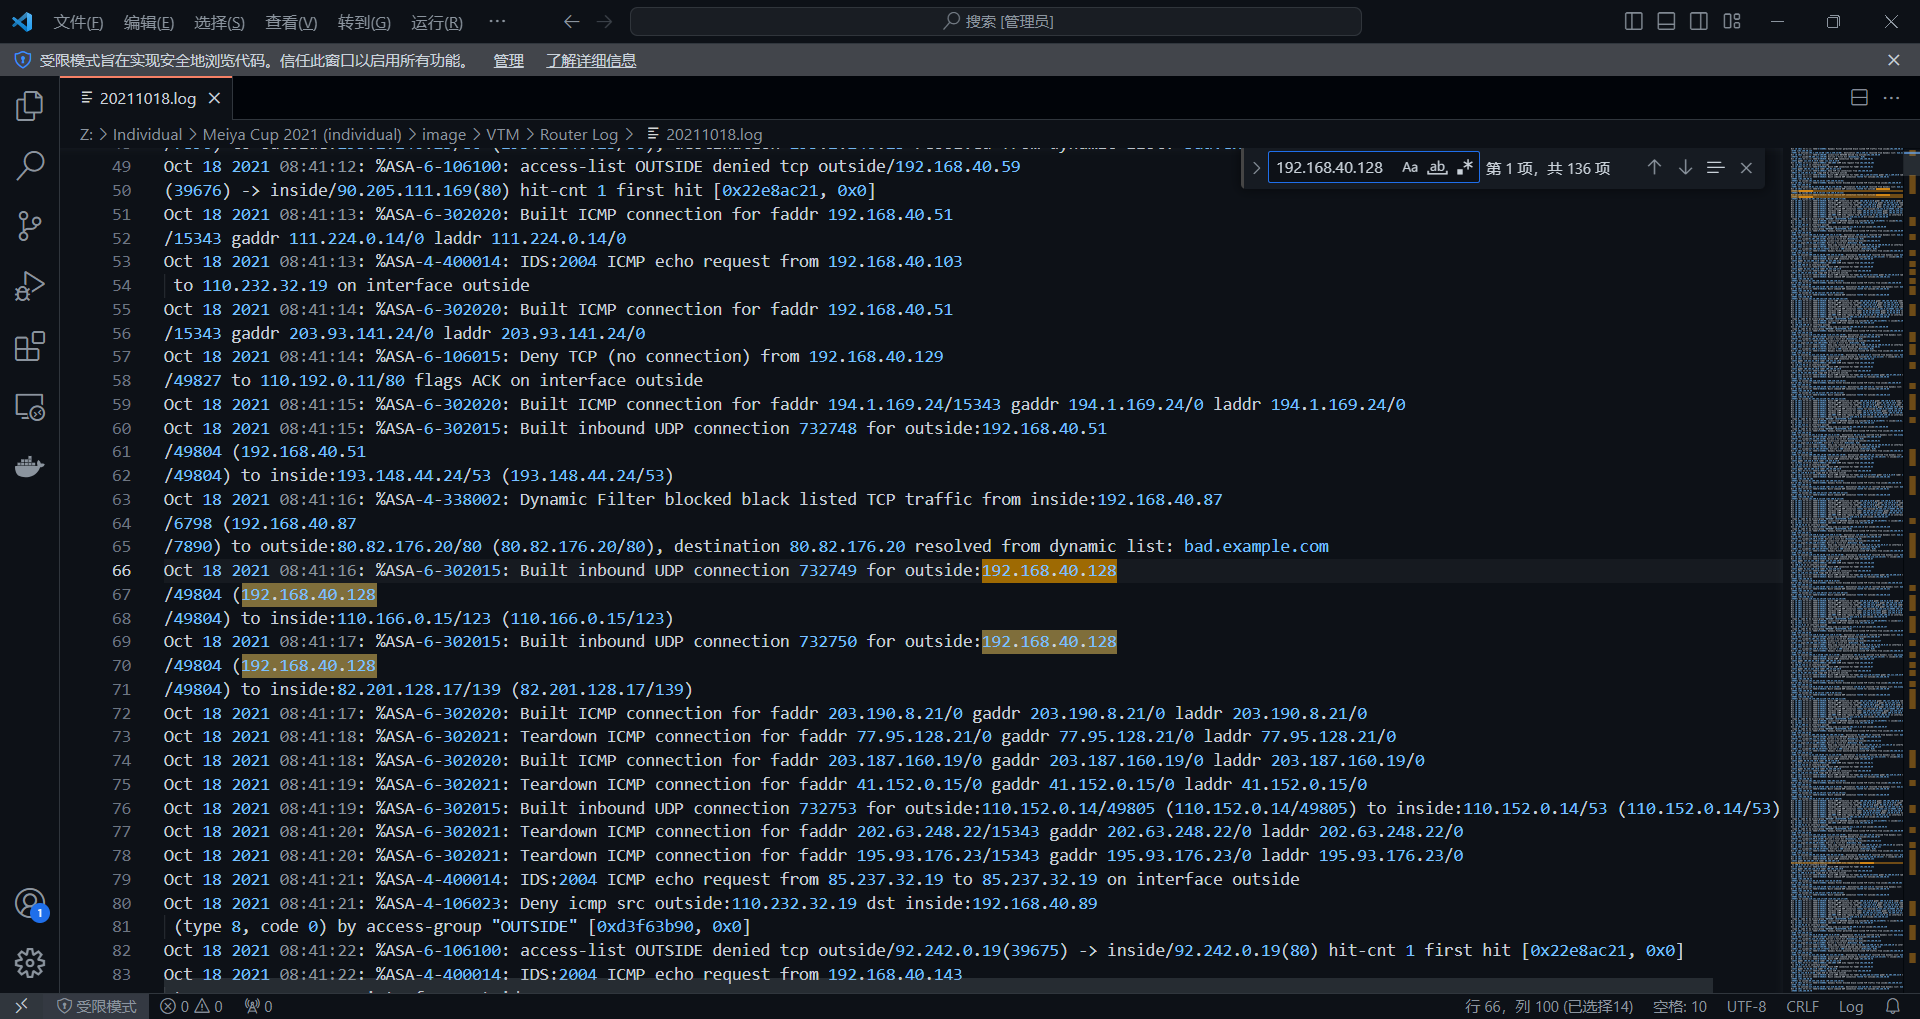 文件(F) 编辑(E) 选择(S) 查看(V) 转到(G) 运行(R) ··· 搜索 [管理员]
受限模式旨在实现安全地浏览代码。信任此窗口以启用所有功能。 管理 了解详细信息
20211018.log
Z: > Individual > Meiya Cup 2021 (individual) > image > VTM > Router Log > 20211018.log
192.168.40.128 Aa ab .* 第 1 项，共 136 项
49 Oct 18 2021 08:41:12: %ASA-6-106100: access-list OUTSIDE denied tcp outside/192.168.40.59
50 (39676) -> inside/90.205.111.169(80) hit-cnt 1 first hit [0x22e8ac21, 0x0]
51 Oct 18 2021 08:41:13: %ASA-6-302020: Built ICMP connection for faddr 192.168.40.51
52 /15343 gaddr 111.224.0.14/0 laddr 111.224.0.14/0
53 Oct 18 2021 08:41:13: %ASA-4-400014: IDS:2004 ICMP echo request from 192.168.40.103
54  to 110.232.32.19 on interface outside
55 Oct 18 2021 08:41:14: %ASA-6-302020: Built ICMP connection for faddr 192.168.40.51
56 /15343 gaddr 203.93.141.24/0 laddr 203.93.141.24/0
57 Oct 18 2021 08:41:14: %ASA-6-106015: Deny TCP (no connection) from 192.168.40.129
58 /49827 to 110.192.0.11/80 flags ACK on interface outside
59 Oct 18 2021 08:41:15: %ASA-6-302020: Built ICMP connection for faddr 194.1.169.24/15343 gaddr 194.1.169.24/0 laddr 194.1.169.24/0
60 Oct 18 2021 08:41:15: %ASA-6-302015: Built inbound UDP connection 732748 for outside:192.168.40.51
61 /49804 (192.168.40.51
62 /49804) to inside:193.148.44.24/53 (193.148.44.24/53)
63 Oct 18 2021 08:41:16: %ASA-4-338002: Dynamic Filter blocked black listed TCP traffic from inside:192.168.40.87
64 /6798 (192.168.40.87
65 /7890) to outside:80.82.176.20/80 (80.82.176.20/80), destination 80.82.176.20 resolved from dynamic list: bad.example.com
66 Oct 18 2021 08:41:16: %ASA-6-302015: Built inbound UDP connection 732749 for outside:192.168.40.128
67 /49804 (192.168.40.128
68 /49804) to inside:110.166.0.15/123 (110.166.0.15/123)
69 Oct 18 2021 08:41:17: %ASA-6-302015: Built inbound UDP connection 732750 for outside:192.168.40.128
70 /49804 (192.168.40.128
71 /49804) to inside:82.201.128.17/139 (82.201.128.17/139)
72 Oct 18 2021 08:41:17: %ASA-6-302020: Built ICMP connection for faddr 203.190.8.21/0 gaddr 203.190.8.21/0 laddr 203.190.8.21/0
73 Oct 18 2021 08:41:18: %ASA-6-302021: Teardown ICMP connection for faddr 77.95.128.21/0 gaddr 77.95.128.21/0 laddr 77.95.128.21/0
74 Oct 18 2021 08:41:18: %ASA-6-302020: Built ICMP connection for faddr 203.187.160.19/0 gaddr 203.187.160.19/0 laddr 203.187.160.19/0
75 Oct 18 2021 08:41:19: %ASA-6-302021: Teardown ICMP connection for faddr 41.152.0.15/0 gaddr 41.152.0.15/0 laddr 41.152.0.15/0
76 Oct 18 2021 08:41:19: %ASA-6-302015: Built inbound UDP connection 732753 for outside:110.152.0.14/49805 (110.152.0.14/49805) to inside:110.152.0.14/53 (110.152.0.14/53)
77 Oct 18 2021 08:41:20: %ASA-6-302021: Teardown ICMP connection for faddr 202.63.248.22/15343 gaddr 202.63.248.22/0 laddr 202.63.248.22/0
78 Oct 18 2021 08:41:20: %ASA-6-302021: Teardown ICMP connection for faddr 195.93.176.23/15343 gaddr 195.93.176.23/0 laddr 195.93.176.23/0
79 Oct 18 2021 08:41:21: %ASA-4-400014: IDS:2004 ICMP echo request from 85.237.32.19 to 85.237.32.19 on interface outside
80 Oct 18 2021 08:41:21: %ASA-4-106023: Deny icmp src outside:110.232.32.19 dst inside:192.168.40.89
81  (type 8, code 0) by access-group "OUTSIDE" [0xd3f63b90, 0x0]
82 Oct 18 2021 08:41:22: %ASA-6-106100: access-list OUTSIDE denied tcp outside/92.242.0.19(39675) -> inside/92.242.0.19(80) hit-cnt 1 first hit [0x22e8ac21, 0x0]
83 Oct 18 2021 08:41:22: %ASA-4-400014: IDS:2004 ICMP echo request from 192.168.40.143
1
受限模式 0 0 0 行 66，列 100 (已选择14) 空格: 10 UTF-8 CRLF Log